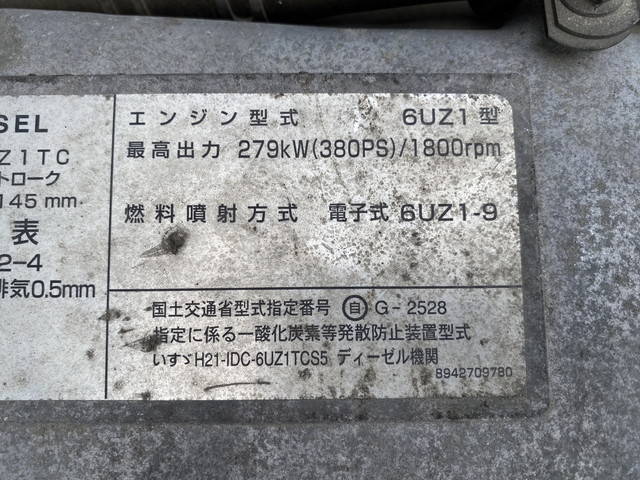 SEL
Z1TC
トローク
145 mm
表
2-4
排気0.5mm
エンジン型式 6UZ1型
最高出力 279kW(380PS)/1800rpm
燃料噴射方式 電子式 6UZ1-9
国土交通省型式指定番号 自 G-2528
指定に係る一酸化炭素等発散防止装置型式
いすゞH21-IDC-6UZ1TCS5 ディーゼル機関
8942709780